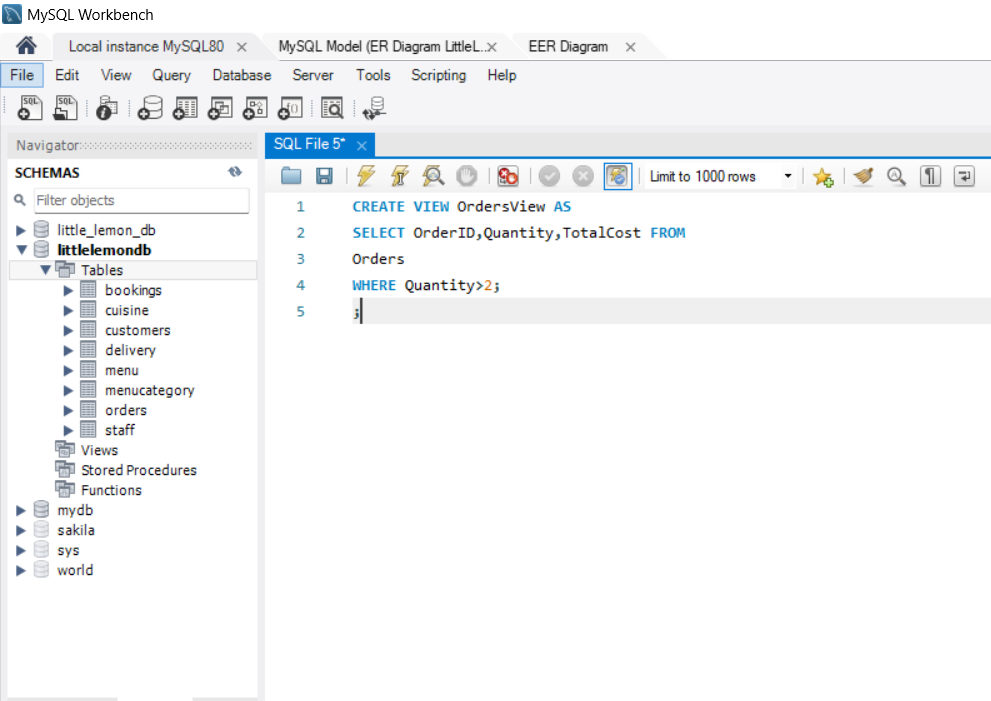 MySQL Workbench
Local instance MySQL80 ×
MySQL Model (ER Diagram LittleL..×
EER Diagram ×
File Edit View Query Database Server Tools Scripting Help
SQL SQL
Navigator
SCHEMAS
Filter objects
little_lemon_db
littlelemondb
Tables
bookings
cuisine
customers
delivery
menu
menucategory
orders
staff
Views
Stored Procedures
Functions
mydb
sakila
sys
world
SQL File 5* ×
Limit to 1000 rows
1 CREATE VIEW OrdersView AS
2 SELECT OrderID,Quantity,TotalCost FROM
3 Orders
4 WHERE Quantity>2;
5 ;